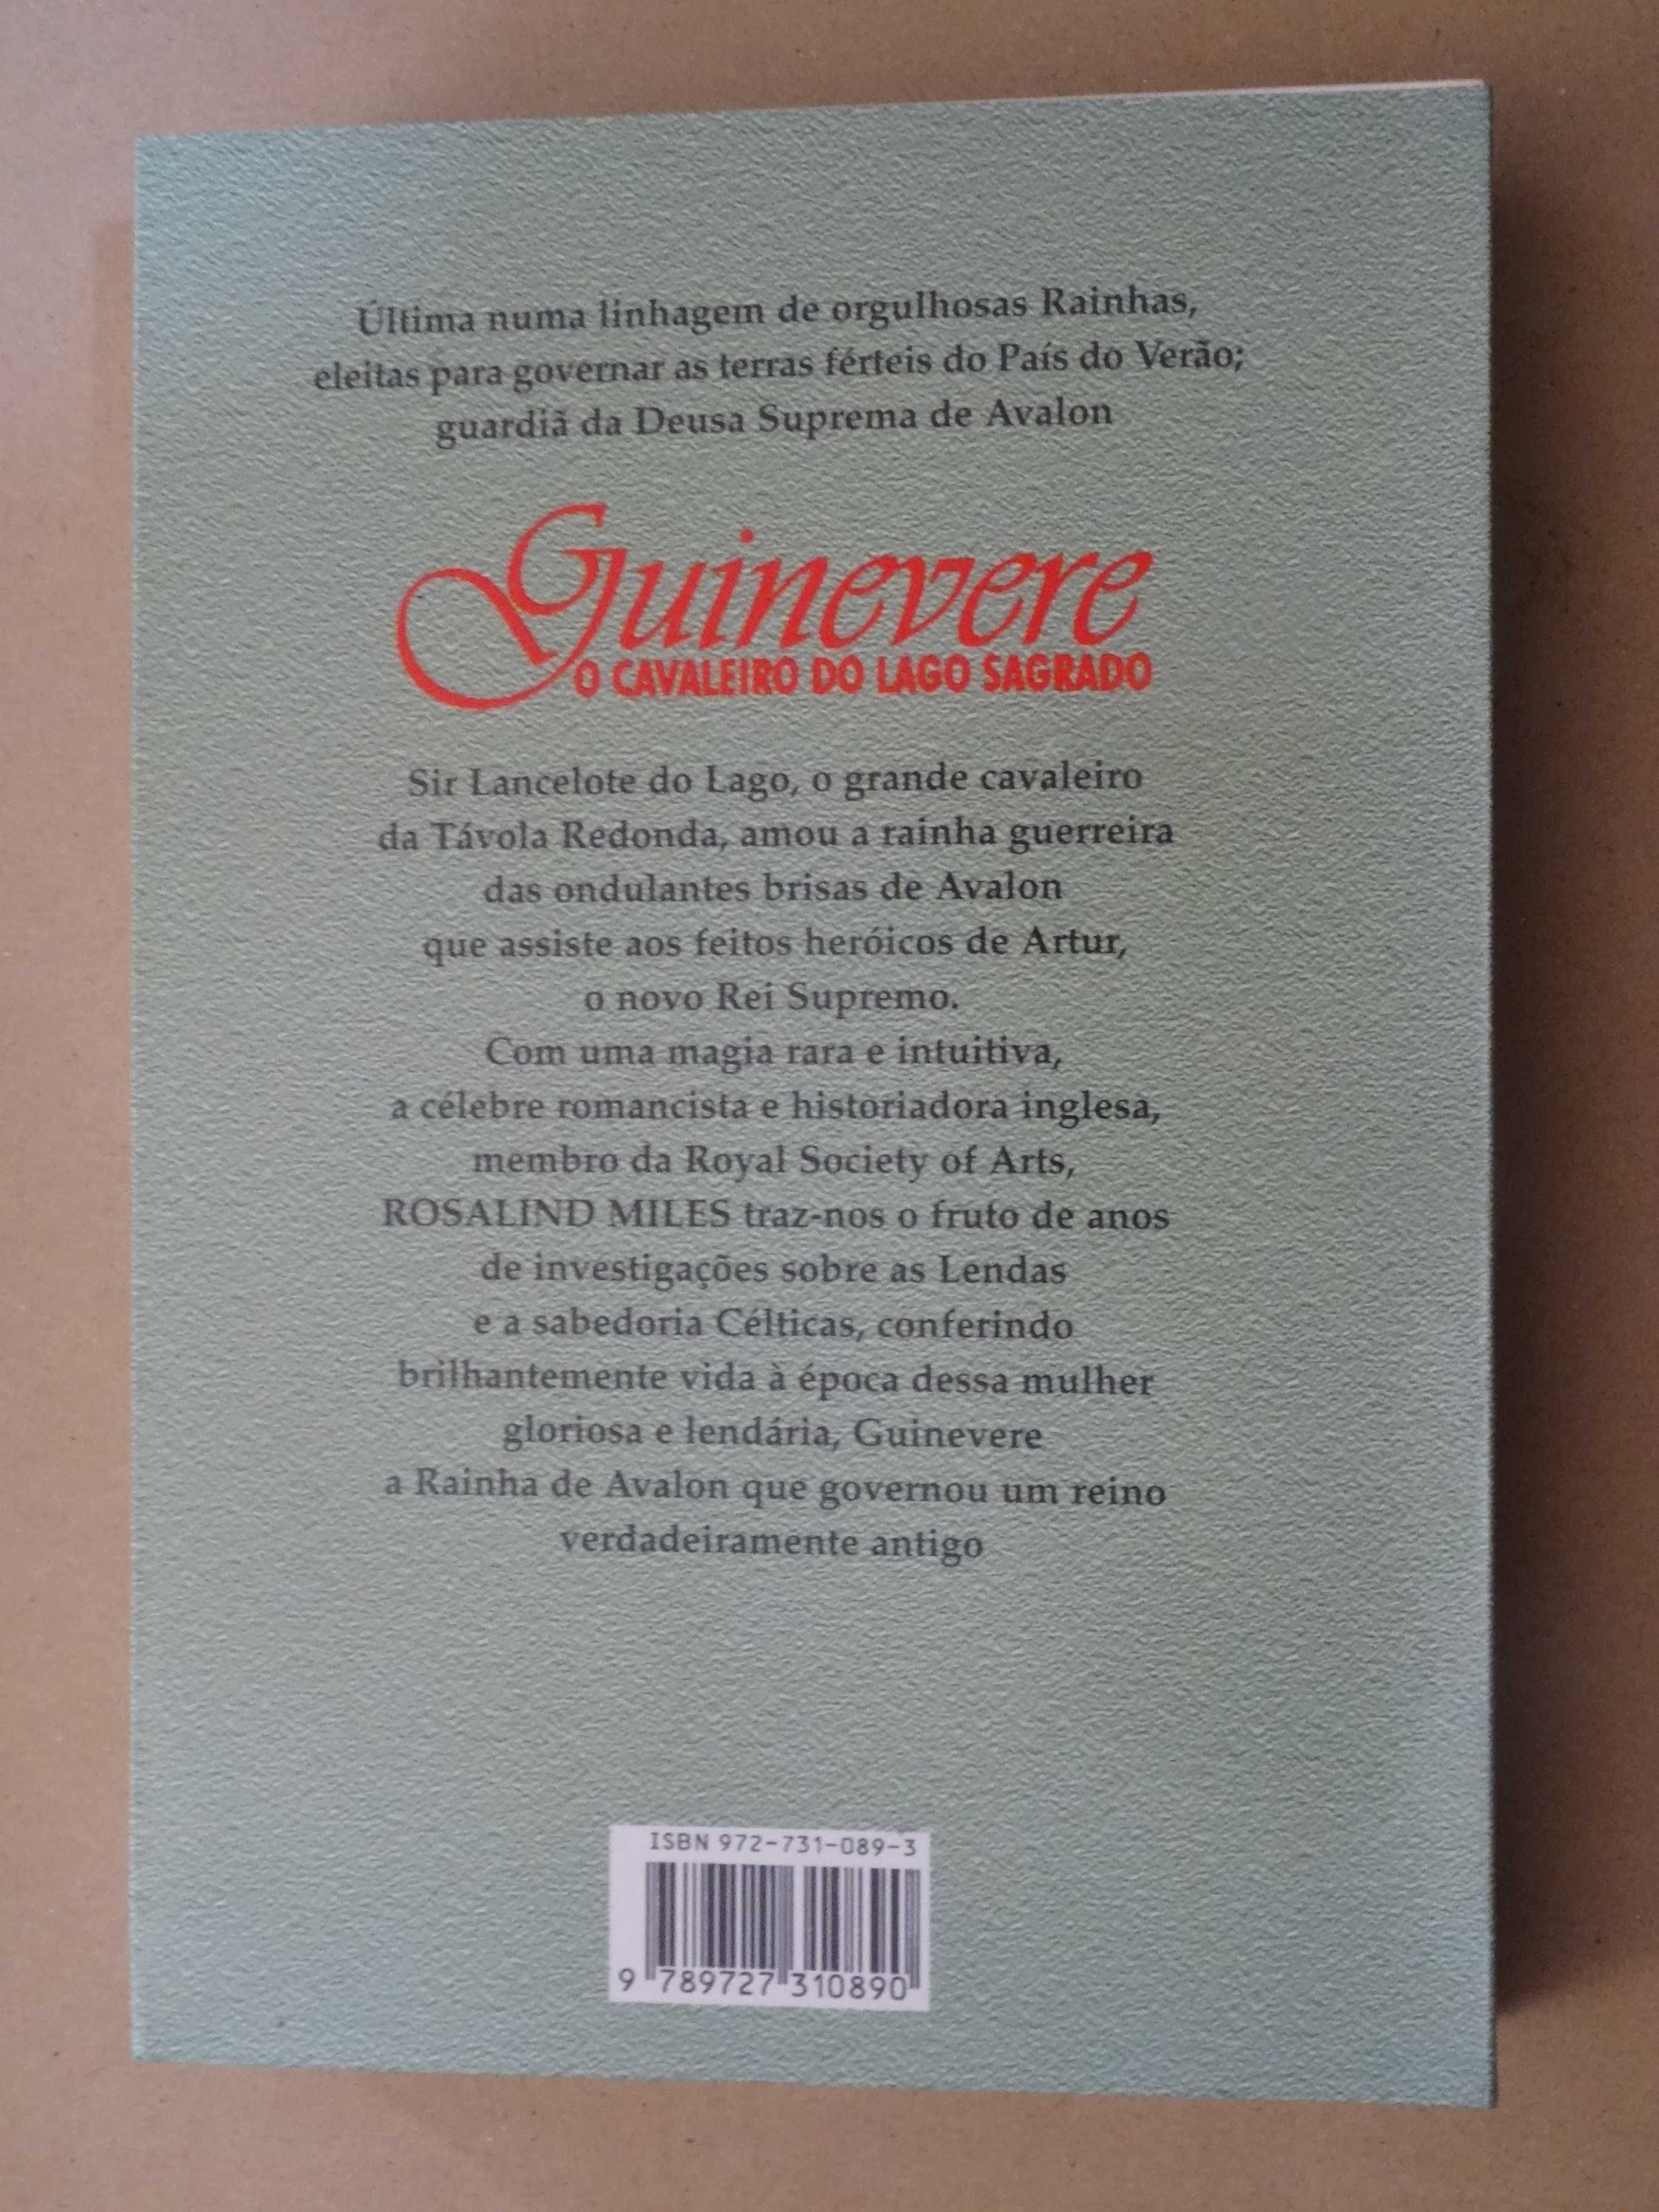 Última numa linhagem de orgulhosas Rainhas,
eleitas para governar as terras férteis do País do Verão;
guardiã da Deusa Suprema de Avalon
Guinevere
O CAVALEIRO DO LAGO SAGRADO
Sir Lancelote do Lago, o grande cavaleiro
da Távola Redonda, amou a rainha guerreira
das ondulantes brisas de Avalon
que assiste aos feitos heróicos de Artur,
o novo Rei Supremo.
Com uma magia rara e intuitiva,
a célebre romancista e historiadora inglesa,
membro da Royal Society of Arts,
ROSALIND MILES traz-nos o fruto de anos
de investigações sobre as Lendas
e a sabedoria Célticas, conferindo
brilhantemente vida à época dessa mulher
gloriosa e lendária, Guinevere
a Rainha de Avalon que governou um reino
verdadeiramente antigo
ISBN 972-731-089-3
9 789727 310890